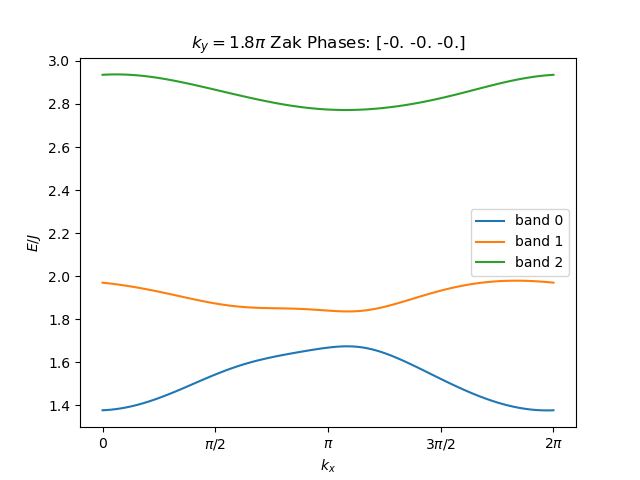 k_y = 1.8π Zak Phases: [-0. -0. -0.]
3.0
2.8
2.6
2.4
2.2
2.0
1.8
1.6
1.4
E/J
band 0
band 1
band 2
0
π/2
π
3π/2
2π
k_x